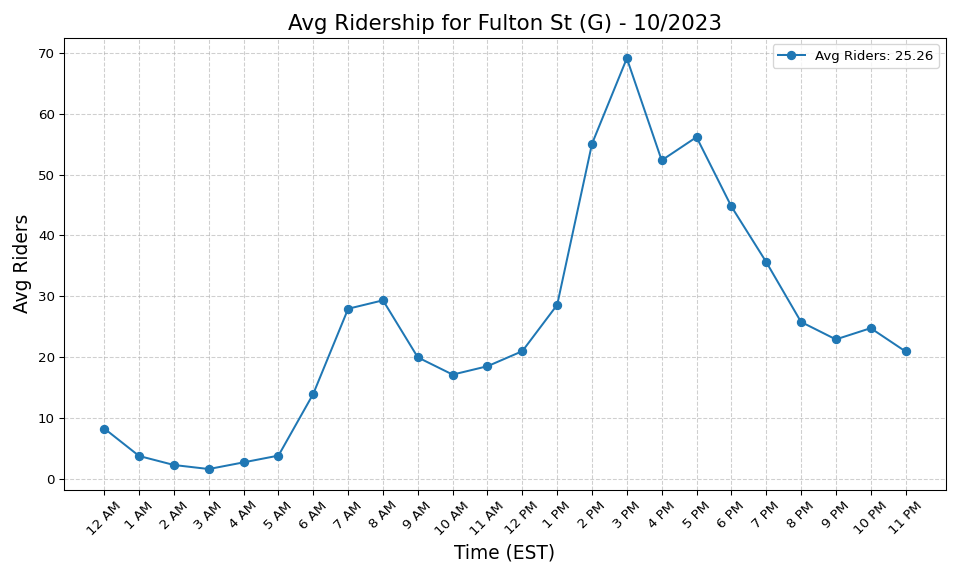 Avg Ridership for Fulton St (G) - 10/2023
Avg Riders: 25.26
Avg Riders
70
60
50
40
30
20
10
0
12 AM 1 AM 2 AM 3 AM 4 AM 5 AM 6 AM 7 AM 8 AM 9 AM 10 AM 11 AM 12 PM 1 PM 2 PM 3 PM 4 PM 5 PM 6 PM 7 PM 8 PM 9 PM 10 PM 11 PM
Time (EST)